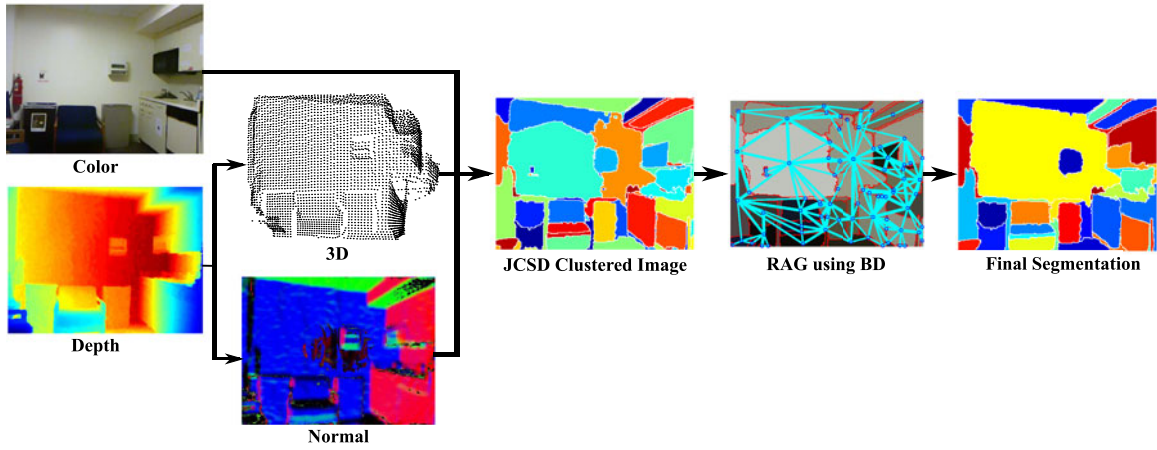 Color
Depth
3D
Normal
JCSD Clustered Image
RAG using BD
Final Segmentation